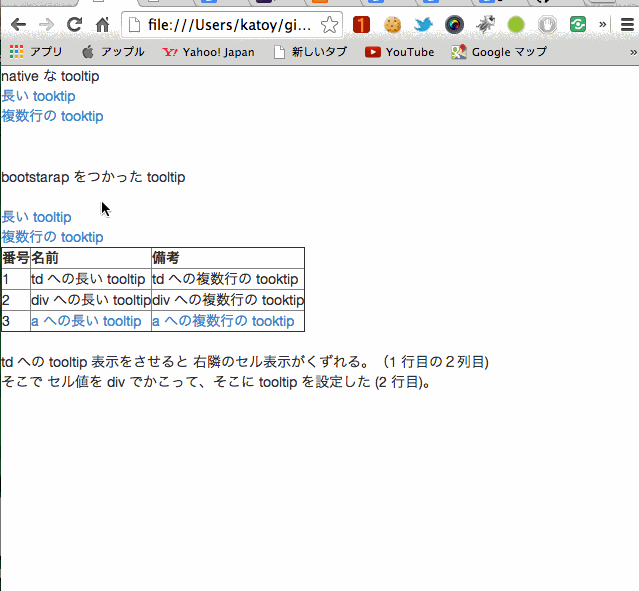 file:///Users/katoy/gi...
アプリ アップル Yahoo! Japan 新しいタブ YouTube Google マップ »
native な tooltip
長い tooktip
複数行の tooktip
bootstarap をつかった tooltip
長い tooltip
複数行の tooktip
番号 名前 備考
1 td への長い tooltip td への複数行の tooktip
2 div への長い tooltip div への複数行の tooktip
3 a への長い tooltip a への複数行の tooktip
td への tooltip 表示をさせると 右隣のセル表示がくずれる。（1 行目の２列目)
そこで セル値を div でかこって、そこに tooltip を設定した (2 行目)。